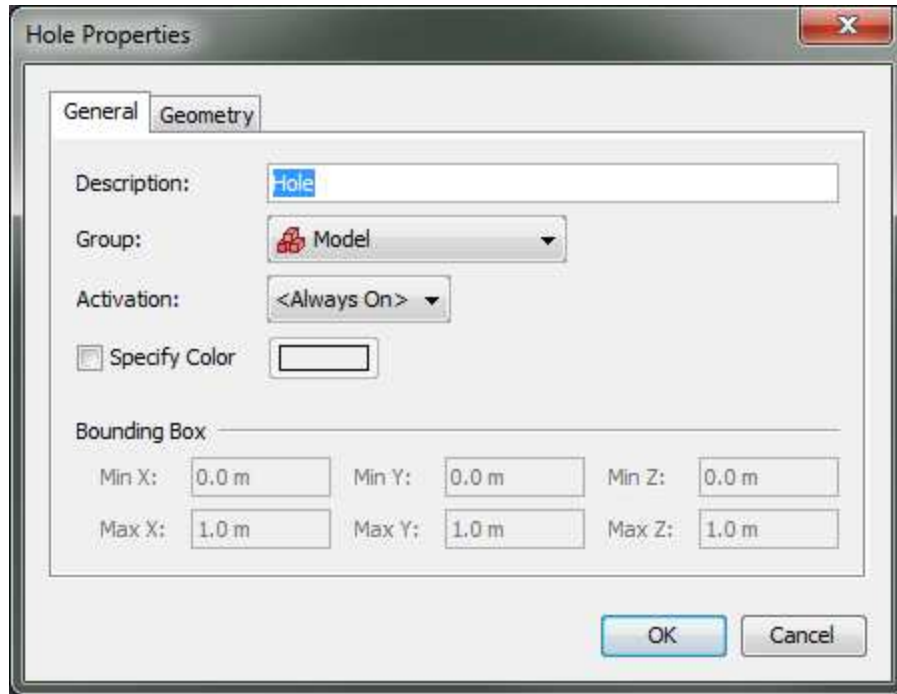 Hole Properties
General Geometry
Description: Hole
Group: Model
Activation: <Always On>
Specify Color
Bounding Box
Min X: 0.0 m Min Y: 0.0 m Min Z: 0.0 m
Max X: 1.0 m Max Y: 1.0 m Max Z: 1.0 m
OK Cancel